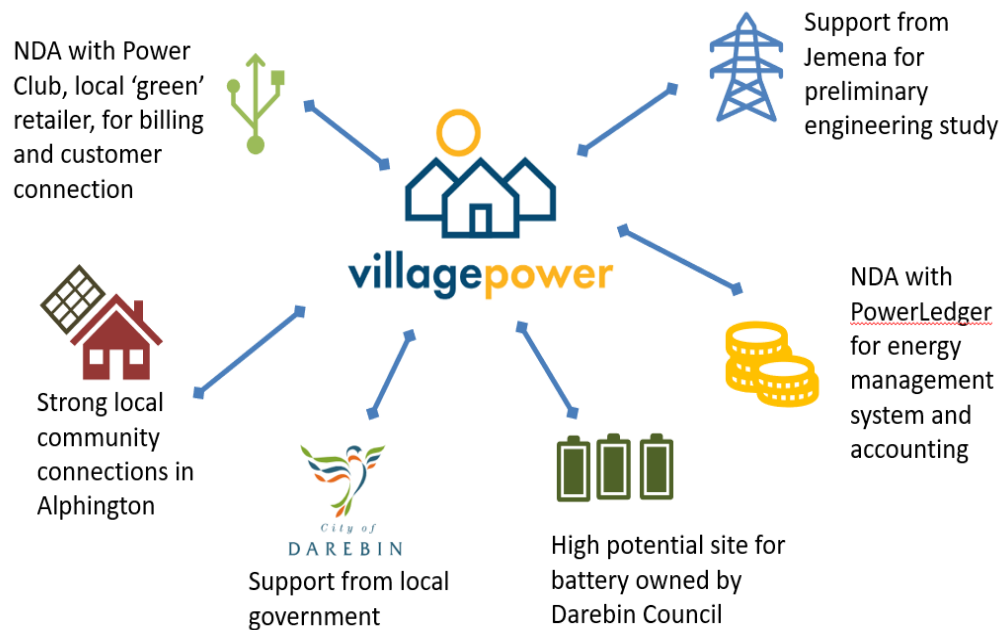 NDA with Power
Club, local ‘green’
retailer, for billing
and customer
connection
Support from
Jemena for
preliminary
engineering study
villagepower
NDA with
PowerLedger
for energy
management
system and
accounting
Strong local
community
connections in
Alphington
City of
DAREBIN
Support from local
government
High potential site for
battery owned by
Darebin Council